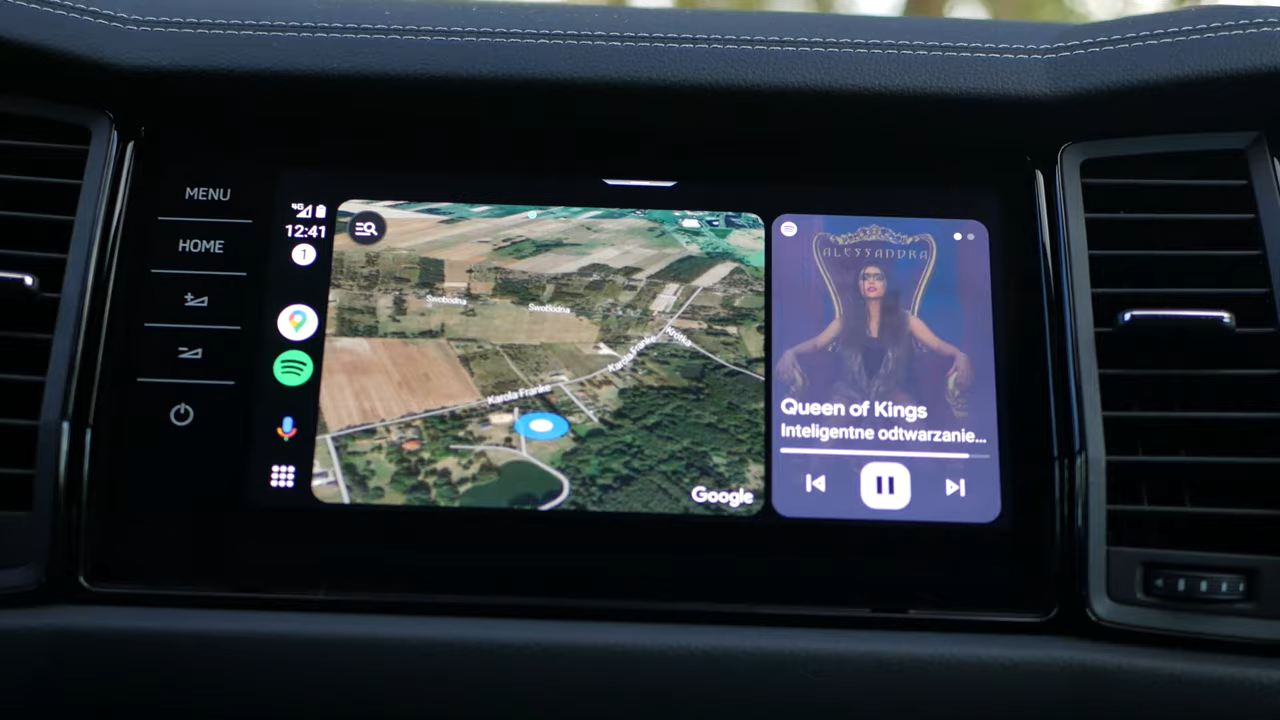 MENU
HOME
4G
12:41
1
Swobodna
Swobodna
Karola Franke
Karola Franke
Krótka
Google
ALESSANDRA
Queen of Kings
Inteligentne odtwarzanie...